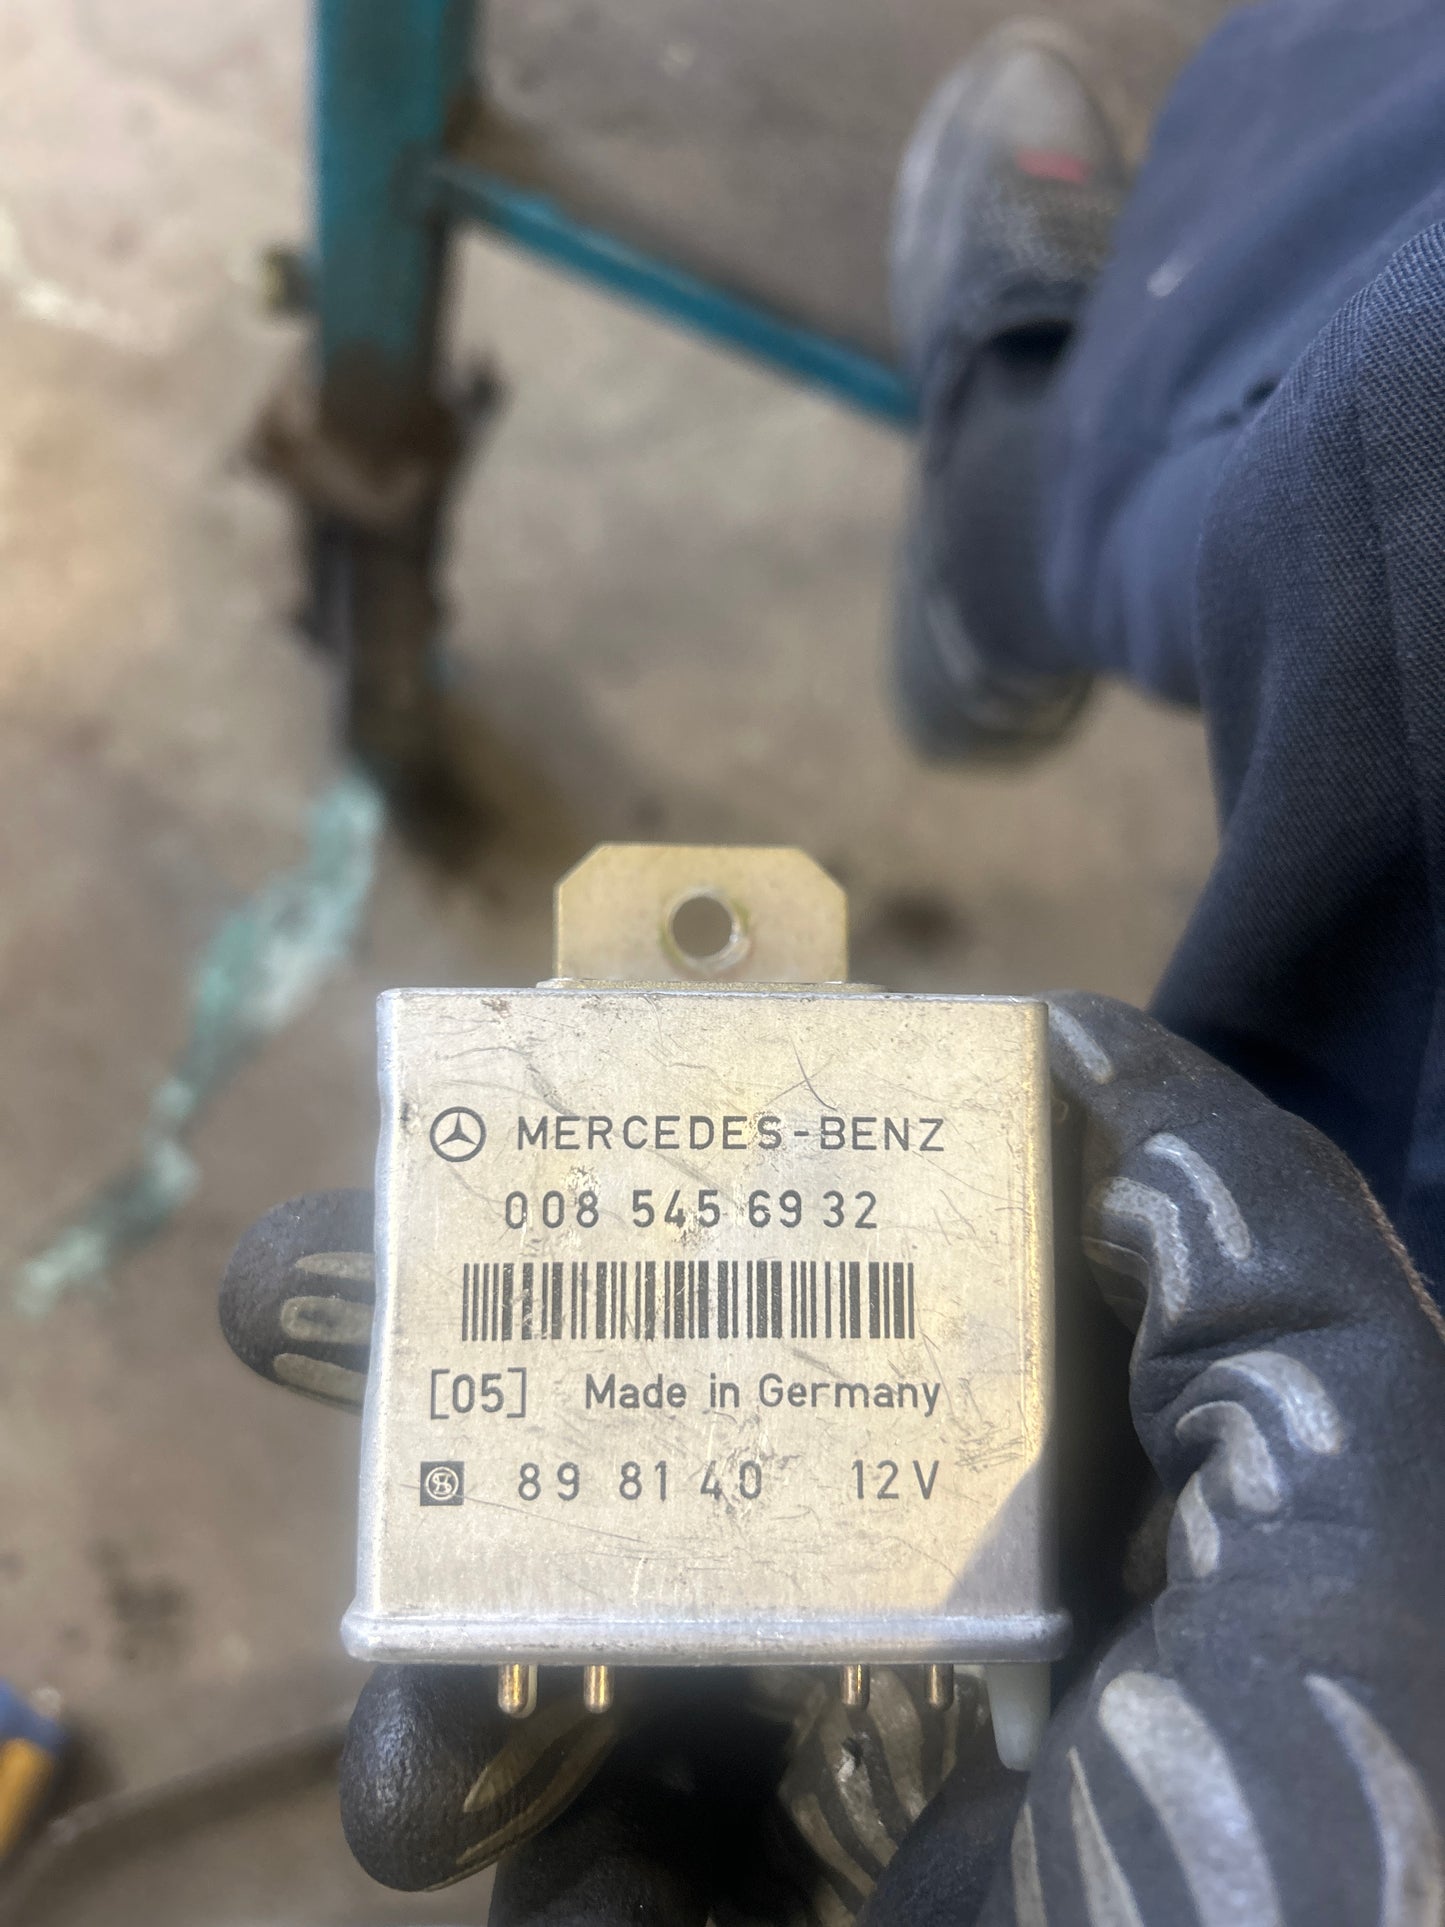 MERCEDES-BENZ
008 545 69 32
[05] Made in Germany
89 81 40 12V